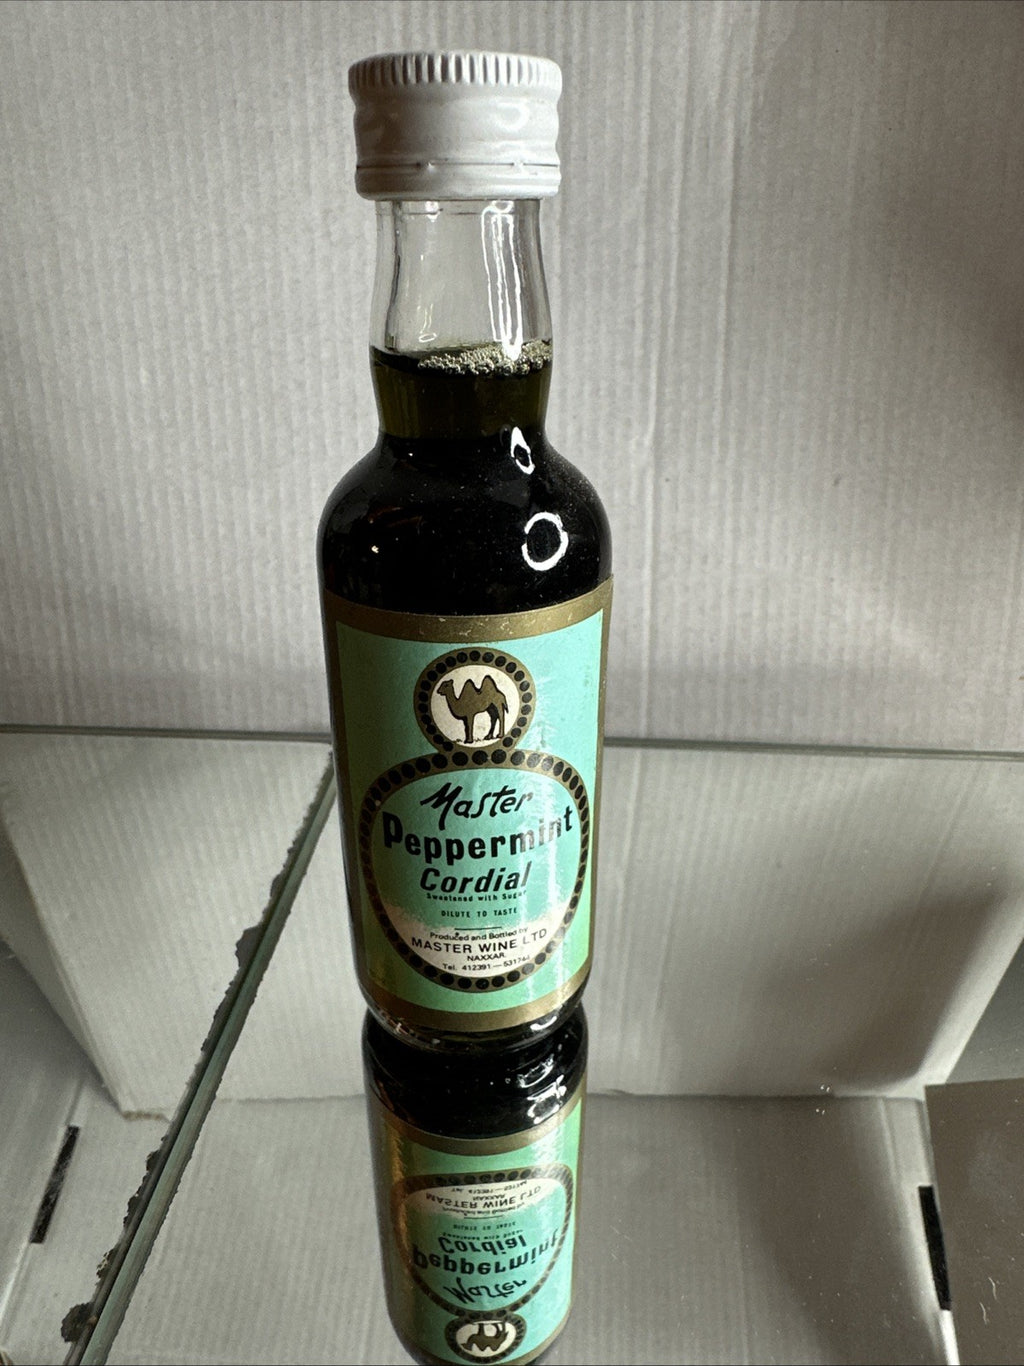 Master
Peppermint
Cordial
Sweetened with Sugar
DILUTE TO TASTE
Produced and Bottled by
MASTER WINE LTD
NAXXAR
Tel. 412391—531744